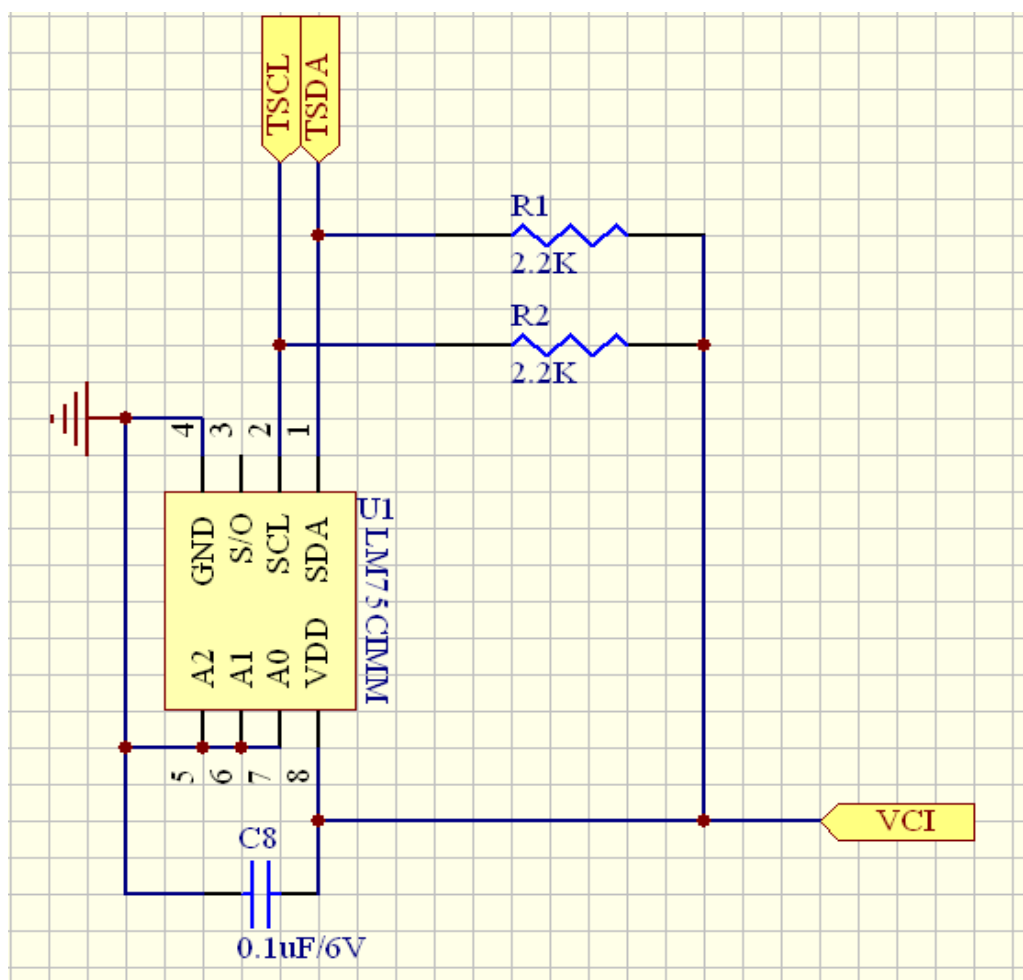 TSCL
TSDA
R1
2.2K
R2
2.2K
4
3
2
1
U1
LM75CIMM
GND
S/O
SCL
SDA
A2
A1
A0
VDD
5
6
7
8
VCI
C8
0.1uF/6V